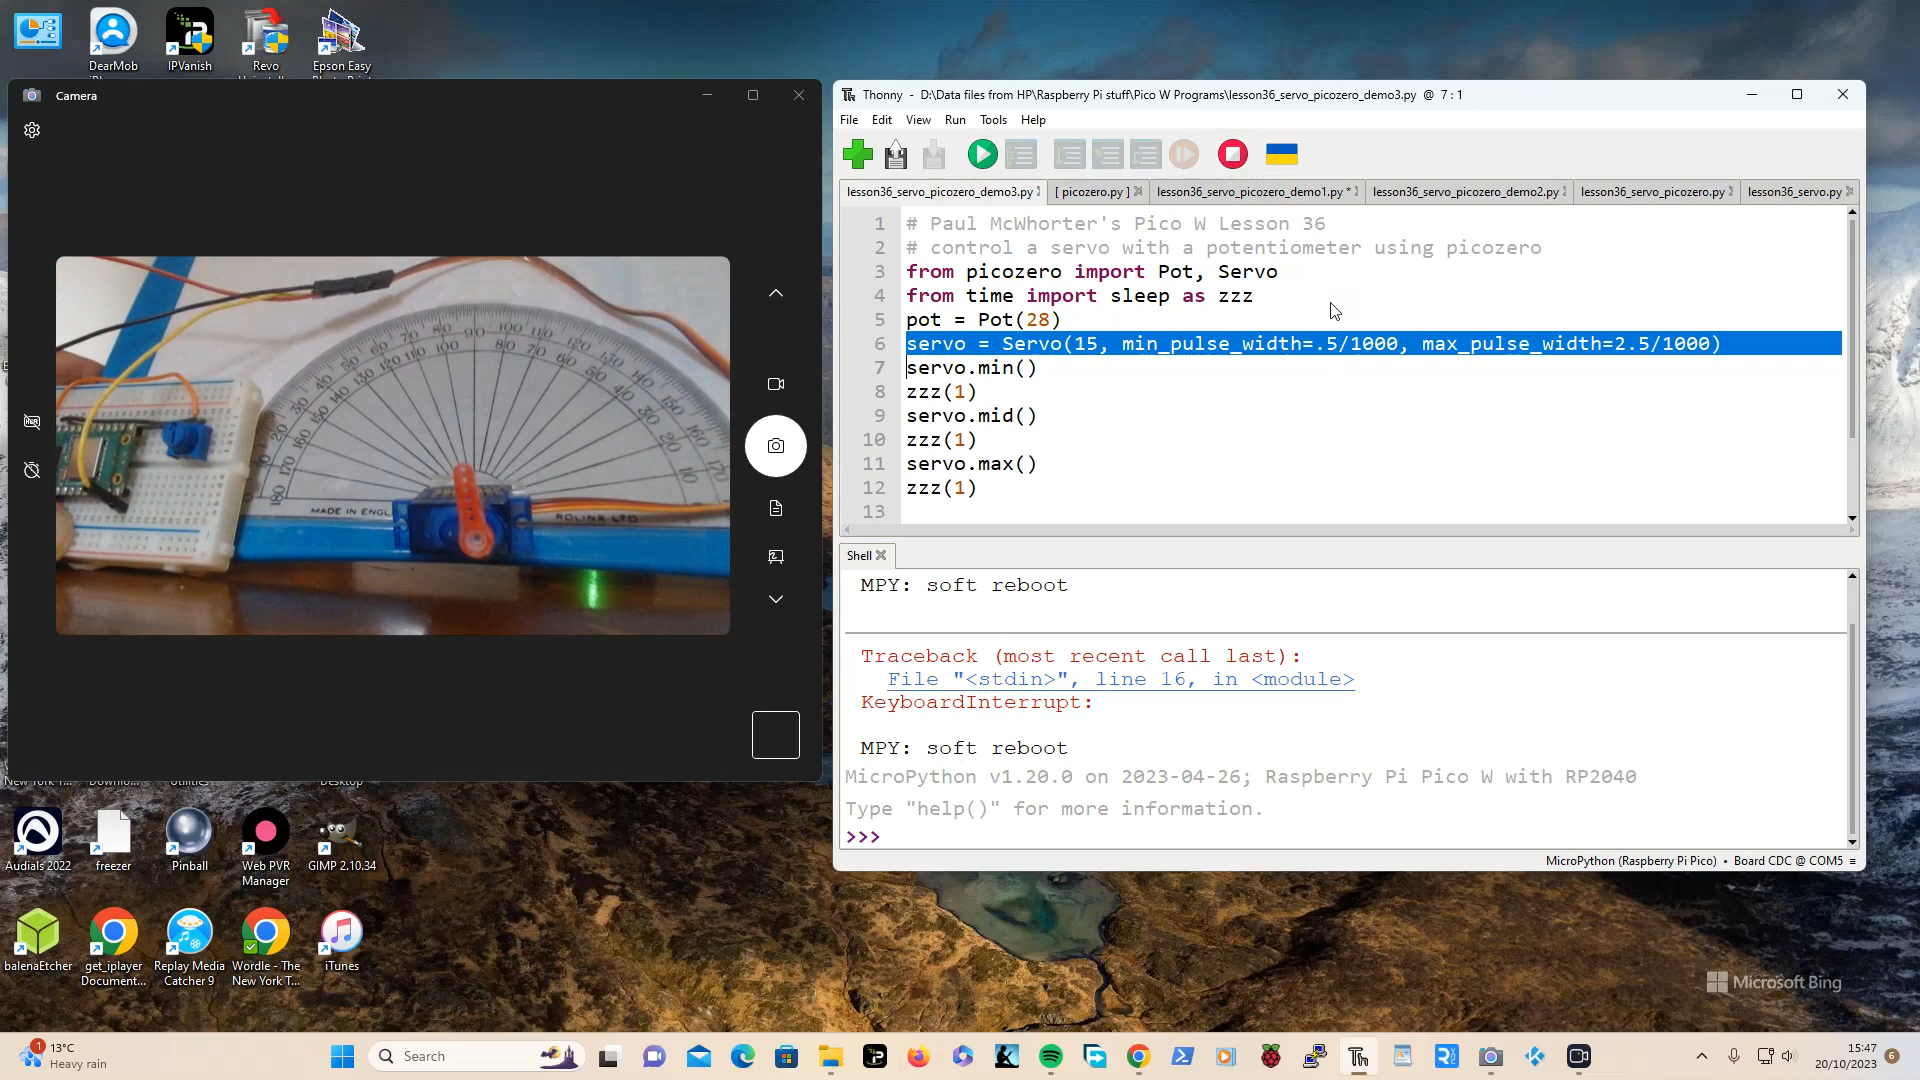 DearMob
IPVanish
Revo
Epson Easy
Camera
Thonny - D:\Data files from HP\Raspberry Pi stuff\Pico W Programs\lesson36_servo_picozero_demo3.py @ 7 : 1
File Edit View Run Tools Help
lesson36_servo_picozero_demo3.py
[ picozero.py ]
lesson36_servo_picozero_demo1.py *
lesson36_servo_picozero_demo2.py
lesson36_servo_picozero.py
lesson36_servo.py
1 # Paul McWhorter's Pico W Lesson 36
2 # control a servo with a potentiometer using picozero
3 from picozero import Pot, Servo
4 from time import sleep as zzz
5 pot = Pot(28)
6 servo = Servo(15, min_pulse_width=.5/1000, max_pulse_width=2.5/1000)
7 servo.min()
8 zzz(1)
9 servo.mid()
10 zzz(1)
11 servo.max()
12 zzz(1)
13
Shell
MPY: soft reboot
Traceback (most recent call last):
File "<stdin>", line 16, in <module>
KeyboardInterrupt:
MPY: soft reboot
MicroPython v1.20.0 on 2023-04-26; Raspberry Pi Pico W with RP2040
Type "help()" for more information.
>>>
MicroPython (Raspberry Pi Pico) • Board CDC @ COM5 ≡
MADE IN ENGL
ROLINX LTD
Audials 2022
freezer
Pinball
Web PVR
Manager
GIMP 2.10.34
balenaEtcher
get_iplayer
Document...
Replay Media
Catcher 9
Wordle - The
New York T...
iTunes
Microsoft Bing
1
13°C
Heavy rain
Search
15:47
20/10/2023
6